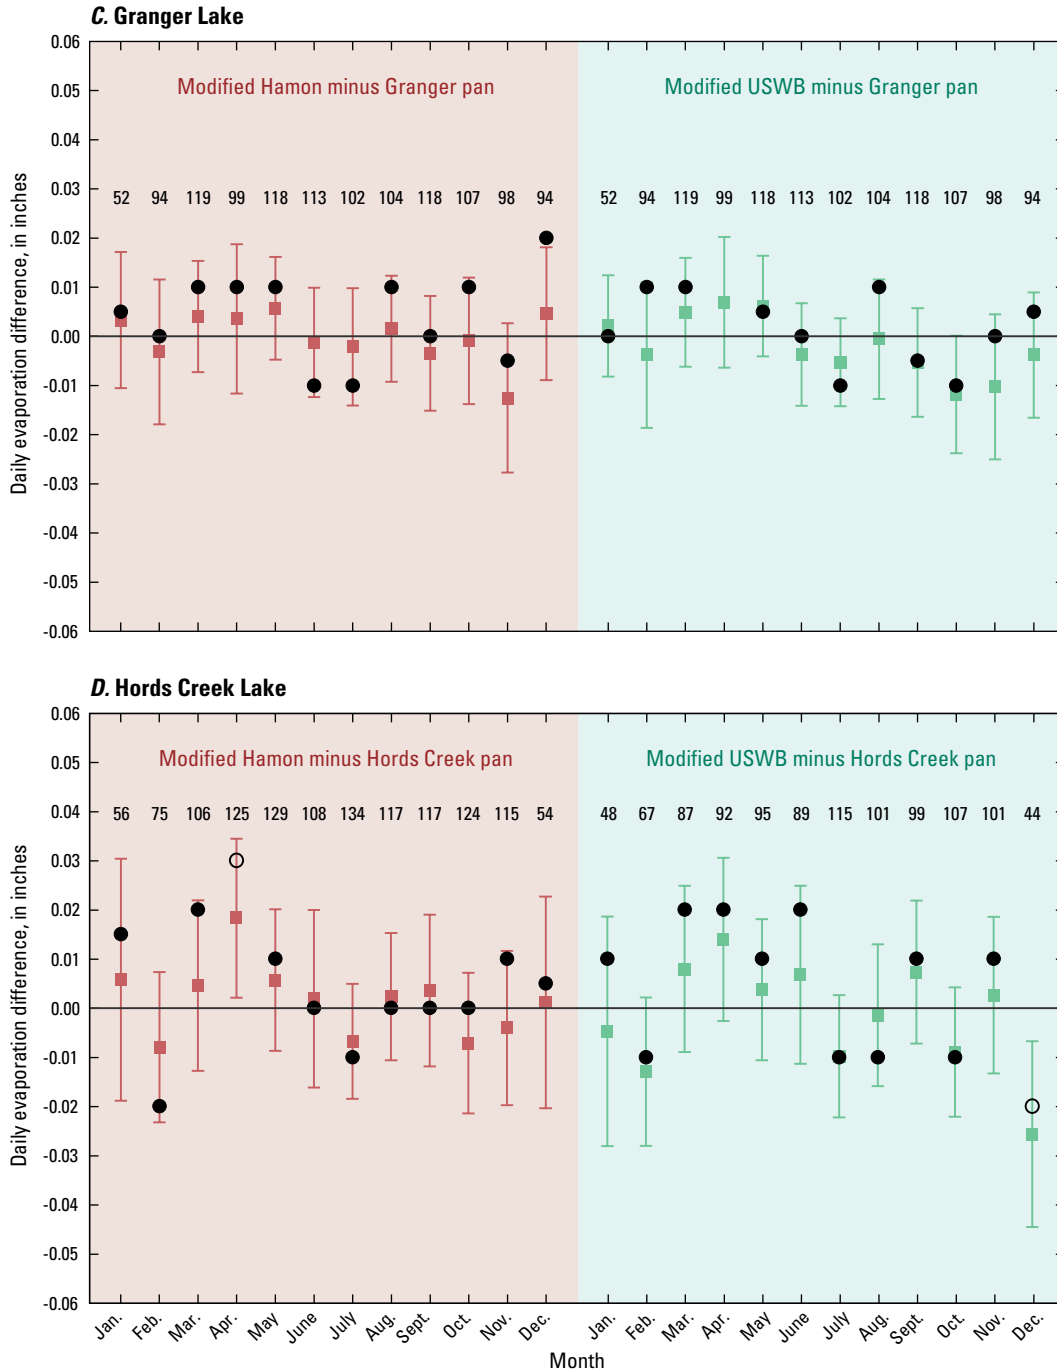 C. Granger Lake
0.06
0.05
0.04
0.03
0.02
0.01
0.00
-0.01
-0.02
-0.03
-0.04
-0.05
-0.06
Daily evaporation difference, in inches
Modified Hamon minus Granger pan
Modified USWB minus Granger pan
52 94 119 99 118 113 102 104 118 107 98 94
52 94 119 99 118 113 102 104 118 107 98 94
D. Hords Creek Lake
0.06
0.05
0.04
0.03
0.02
0.01
0.00
-0.01
-0.02
-0.03
-0.04
-0.05
-0.06
Daily evaporation difference, in inches
Modified Hamon minus Hords Creek pan
Modified USWB minus Hords Creek pan
56 75 106 125 129 108 134 117 117 124 115 54
48 67 87 92 95 89 115 101 99 107 101 44
Jan. Feb. Mar. Apr. May June July Aug. Sept. Oct. Nov. Dec.
Jan. Feb. Mar. Apr. May June July Aug. Sept. Oct. Nov. Dec.
Month